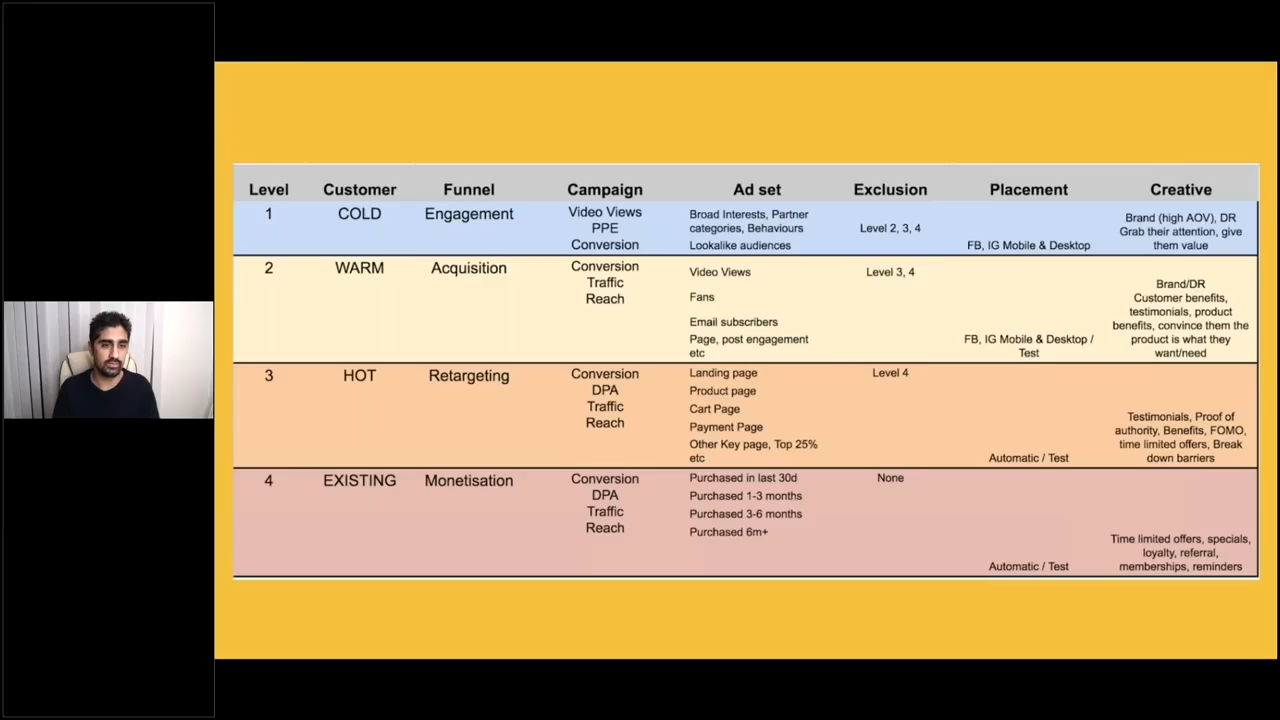 Level Customer Funnel Campaign Ad set Exclusion Placement Creative
1 COLD Engagement
Video Views
PPE
Conversion
Broad Interests, Partner
categories, Behaviours
Lookalike audiences
Level 2, 3, 4
FB, IG Mobile & Desktop
Brand (high AOV), DR
Grab their attention, give
them value
2 WARM Acquisition
Conversion
Traffic
Reach
Video Views
Fans
Email subscribers
Page, post engagement
etc
Level 3, 4
FB, IG Mobile & Desktop /
Test
Brand/DR
Customer benefits,
testimonials, product
benefits, convince them the
product is what they
want/need
3 HOT Retargeting
Conversion
DPA
Traffic
Reach
Landing page
Product page
Cart Page
Payment Page
Other Key page, Top 25%
etc
Level 4
Automatic / Test
Testimonials, Proof of
authority, Benefits, FOMO,
time limited offers, Break
down barriers
4 EXISTING Monetisation
Conversion
DPA
Traffic
Reach
Purchased in last 30d
Purchased 1-3 months
Purchased 3-6 months
Purchased 6m+
None
Automatic / Test
Time limited offers, specials,
loyalty, referral,
memberships, reminders